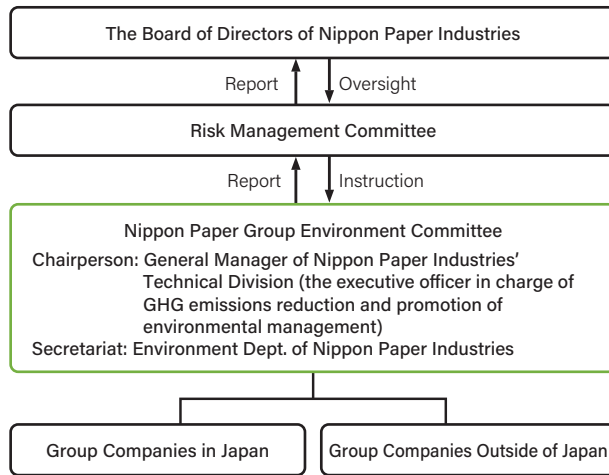 The Board of Directors of Nippon Paper Industries
Report
Oversight
Risk Management Committee
Report
Instruction
Nippon Paper Group Environment Committee
Chairperson: General Manager of Nippon Paper Industries’
Technical Division (the executive officer in charge of
GHG emissions reduction and promotion of
environmental management)
Secretariat: Environment Dept. of Nippon Paper Industries
Group Companies in Japan
Group Companies Outside of Japan